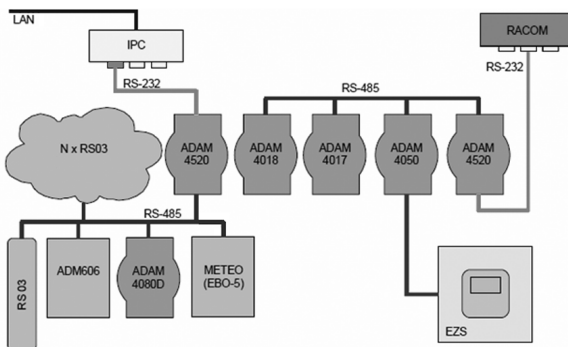 LAN
IPC
RACOM
RS-232
RS-232
RS-485
N x RS03
ADAM
4520
ADAM
4018
ADAM
4017
ADAM
4050
ADAM
4520
RS-485
RS 03
ADM606
ADAM
4080D
METEO
(EBO-5)
EZS